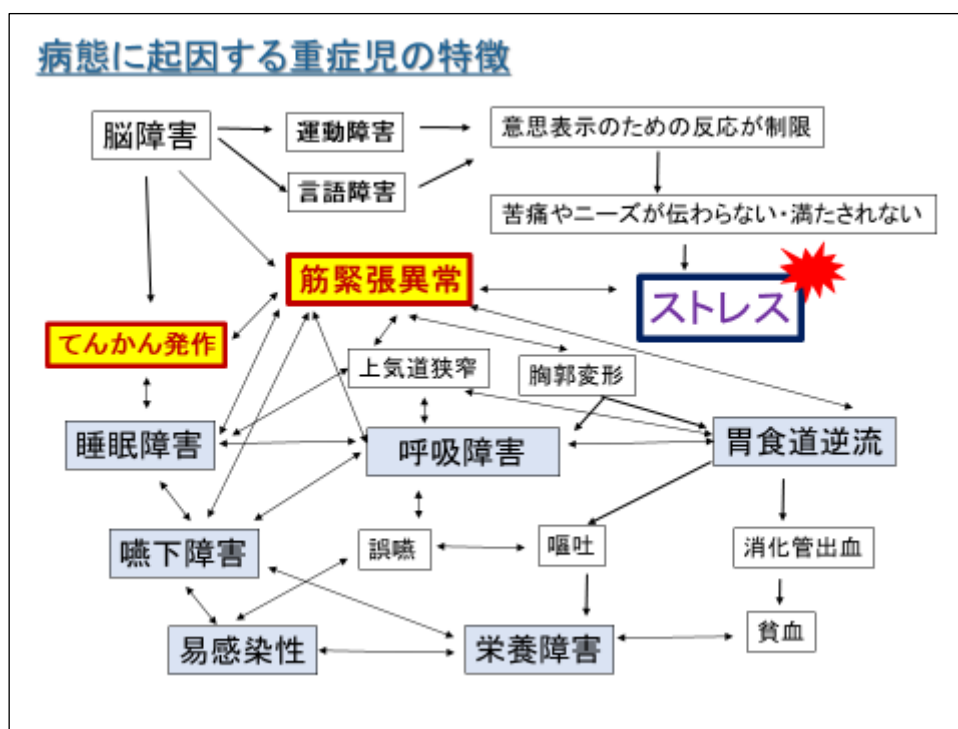 病態に起因する重症児の特徴
脳障害
運動障害
意思表示のための反応が制限
言語障害
苦痛やニーズが伝わらない・満たされない
筋緊張異常
ストレス
てんかん発作
上気道狭窄
胸郭変形
睡眠障害
呼吸障害
胃食道逆流
嚥下障害
誤嚥
嘔吐
消化管出血
易感染性
栄養障害
貧血